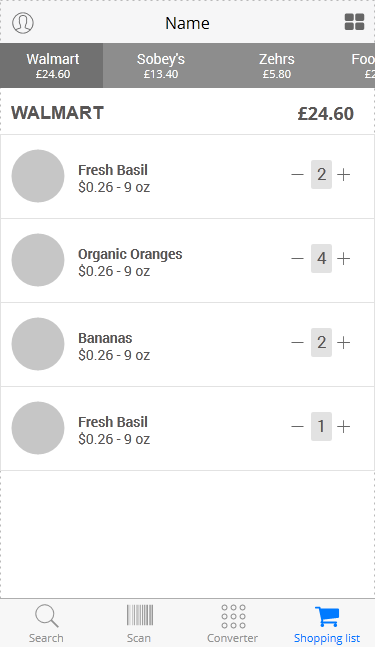 Name
Walmart
£24.60
Sobey's
£13.40
Zehrs
£5.80
WALMART £24.60
Fresh Basil
$0.26 - 9 oz
— 2 +
Organic Oranges
$0.26 - 9 oz
— 4 +
Bananas
$0.26 - 9 oz
— 2 +
Fresh Basil
$0.26 - 9 oz
— 1 +
Search Scan Converter Shopping list